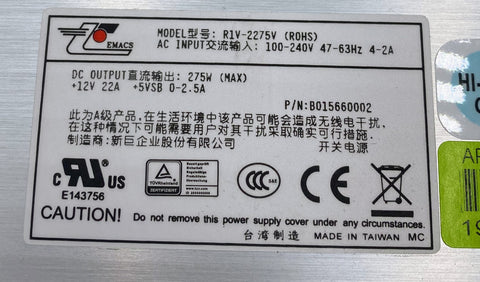 EMACS
MODEL型号: R1V-2275V (ROHS)
AC INPUT交流输入: 100-240V 47-63Hz 4-2A
DC OUTPUT直流输出: 275W (MAX)
+12V 22A +5VSB 0-2.5A
P/N:B015660002
此为A级产品，在生活环境中该产品可能会造成无线电干扰，
在这种情况下可能需要用户对其干扰采取确实可行措施.
制造商：新巨企业股份有限公司
开关电源
C UL US
E143756
TÜVRheinland
CERTIFIED
CCC
S&E
CAUTION!
Do not remove this power supply cover under any circumstances.
台湾制造 MADE IN TAIWAN MC
HI-
AF
19